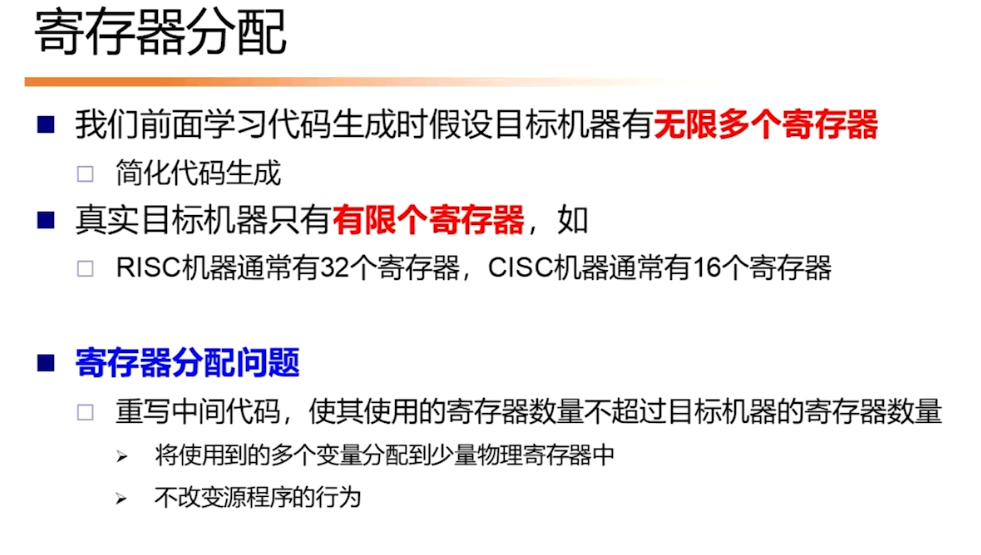 寄存器分配
我们前面学习代码生成时假设目标机器有无限多个寄存器
简化代码生成
真实目标机器只有有限个寄存器，如
RISC机器通常有32个寄存器，CISC机器通常有16个寄存器
寄存器分配问题
重写中间代码，使其使用的寄存器数量不超过目标机器的寄存器数量
将使用到的多个变量分配到少量物理寄存器中
不改变源程序的行为